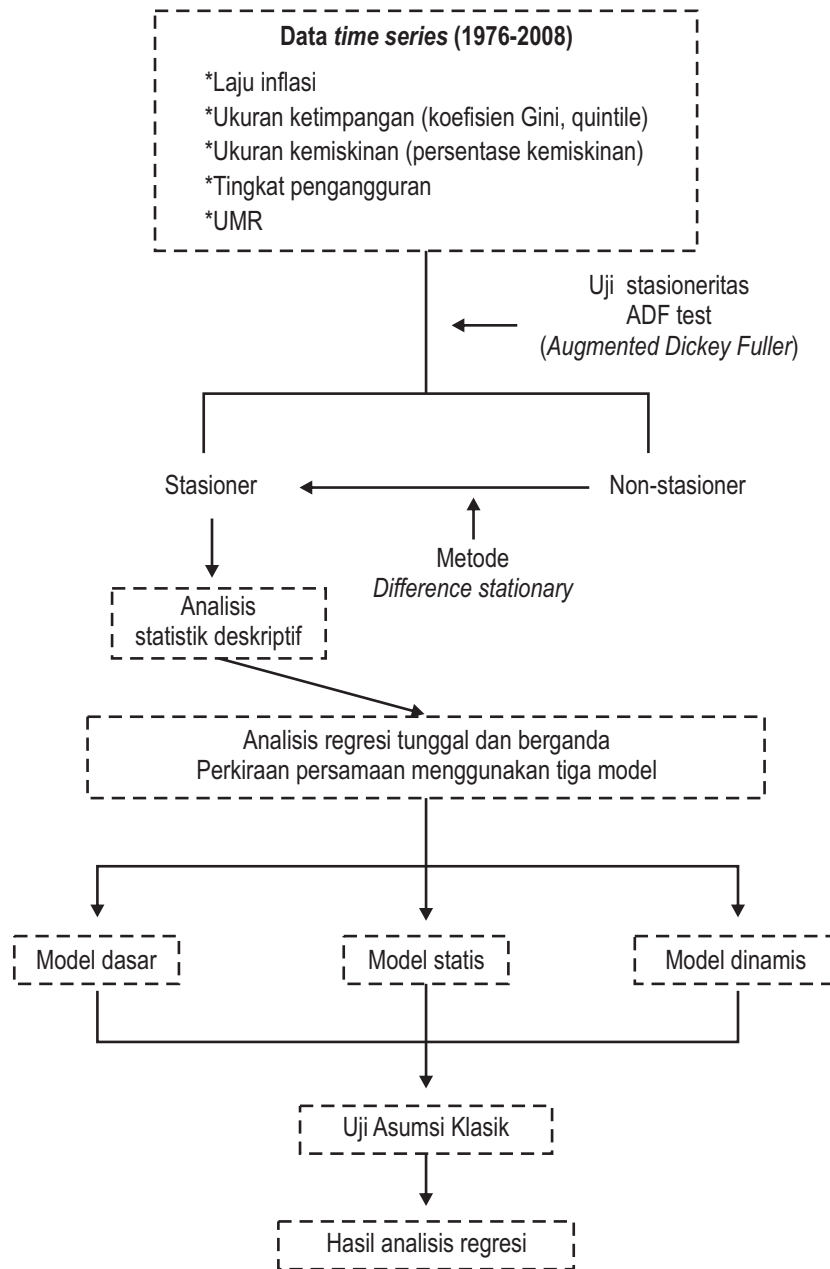 Data time series (1976-2008)
*Laju inflasi
*Ukuran ketimpangan (koefisien Gini, quintile)
*Ukuran kemiskinan (persentase kemiskinan)
*Tingkat pengangguran
*UMR
Uji stasioneritas
ADF test
(Augmented Dickey Fuller)
Stasioner
Non-stasioner
Metode
Difference stationary
Analisis
statistik deskriptif
Analisis regresi tunggal dan berganda
Perkiraan persamaan menggunakan tiga model
Model dasar
Model statis
Model dinamis
Uji Asumsi Klasik
Hasil analisis regresi